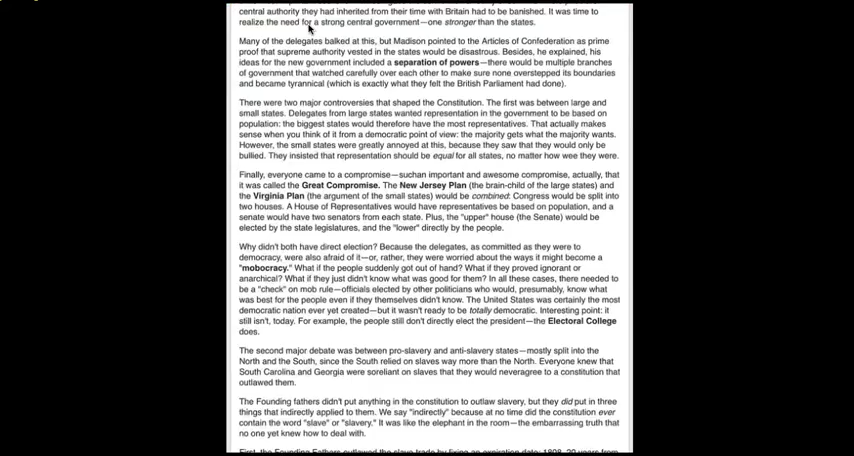 central authority they had inherited from their time with Britain had to be banished. It was time to
realize the need for a strong central government—one stronger than the states.
Many of the delegates balked at this, but Madison pointed to the Articles of Confederation as prime
proof that supreme authority vested in the states would be disastrous. Besides, he explained, his
ideas for the new government included a separation of powers—there would be multiple branches
of government that watched carefully over each other to make sure none overstepped its boundaries
and became tyrannical (which is exactly what they felt the British Parliament had done).
There were two major controversies that shaped the Constitution. The first was between large and
small states. Delegates from large states wanted representation in the government to be based on
population: the biggest states would therefore have the most representatives. That actually makes
sense when you think of it from a democratic point of view: the majority gets what the majority wants.
However, the small states were greatly annoyed at this, because they saw that they would only be
bullied. They insisted that representation should be equal for all states, no matter how wee they were.
Finally, everyone came to a compromise—suchan important and awesome compromise, actually, that
it was called the Great Compromise. The New Jersey Plan (the brain-child of the large states) and
the Virginia Plan (the argument of the small states) would be combined: Congress would be split into
two houses. A House of Representatives would have representatives be based on population, and a
senate would have two senators from each state. Plus, the "upper" house (the Senate) would be
elected by the state legislatures, and the "lower" directly by the people.
Why didn't both have direct election? Because the delegates, as committed as they were to
democracy, were also afraid of it—or, rather, they were worried about the ways it might become a
"mobocracy." What if the people suddenly got out of hand? What if they proved ignorant or
anarchical? What if they just didn't know what was good for them? In all these cases, there needed to
be a "check" on mob rule—officials elected by other politicians who would, presumably, know what
was best for the people even if they themselves didn't know. The United States was certainly the most
democratic nation ever yet created—but it wasn't ready to be totally democratic. Interesting point: it
still isn't, today. For example, the people still don't directly elect the president—the Electoral College
does.
The second major debate was between pro-slavery and anti-slavery states—mostly split into the
North and the South, since the South relied on slaves way more than the North. Everyone knew that
South Carolina and Georgia were soreliant on slaves that they would neveragree to a constitution that
outlawed them.
The Founding fathers didn't put anything in the constitution to outlaw slavery, but they did put in three
things that indirectly applied to them. We say "indirectly" because at no time did the constitution ever
contain the word "slave" or "slavery." It was like the elephant in the room—the embarrassing truth that
no one yet knew how to deal with.
First, the Founding Fathers outlawed the slave trade by fixing an expiration date: 1808, 20 years from